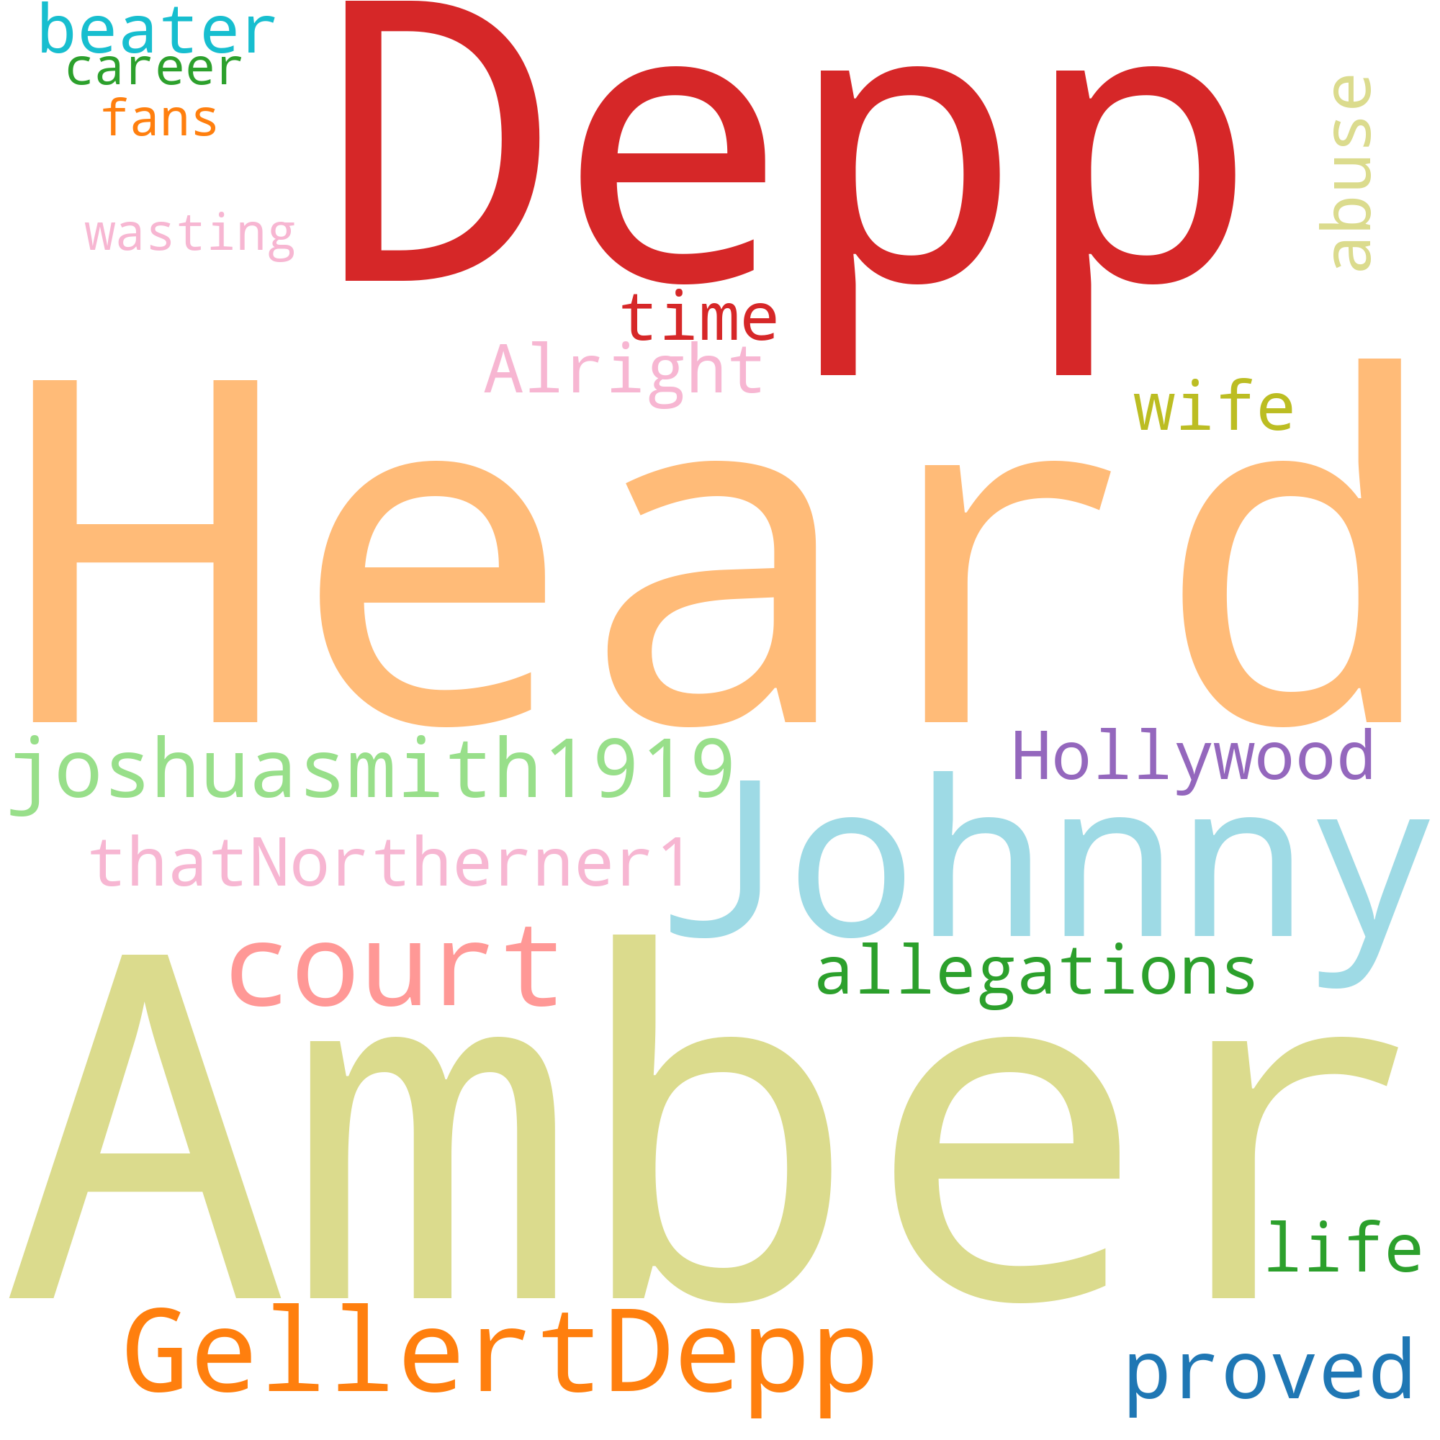 beater
career
fans
Depp
abuse
wasting
time
Alright
wife
Heard
joshuasmith1919
Hollywood
Johnny
thatNortherner1
court
allegations
Amber
life
GellertDepp
proved